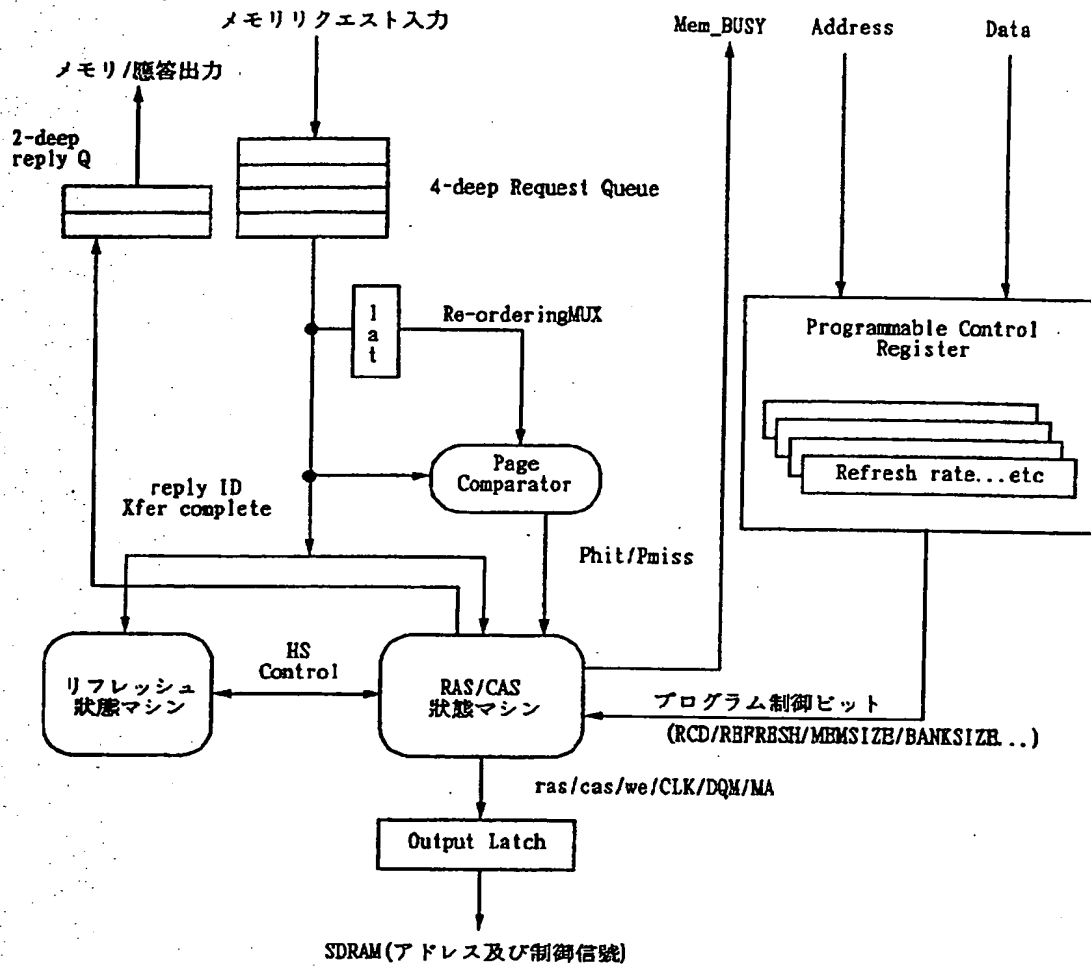 メモリリクエスト入力
Mem_BUSY
Address
Data
メモリ/應答出力
2-deep
reply Q
4-deep Request Queue
l
a
t
Re-orderingMUX
Programmable Control
Register
Refresh rate...etc
Page
Comparator
reply ID
Xfer complete
Phit/Pmiss
リフレッシュ
狀態マシン
HS
Control
RAS/CAS
狀態マシン
プログラム制御ビット
(RCD/REFRESH/MEMSIZE/BANKSIZE...)
ras/cas/we/CLK/DQM/MA
Output Latch
SDRAM(アドレス及び制御信號)